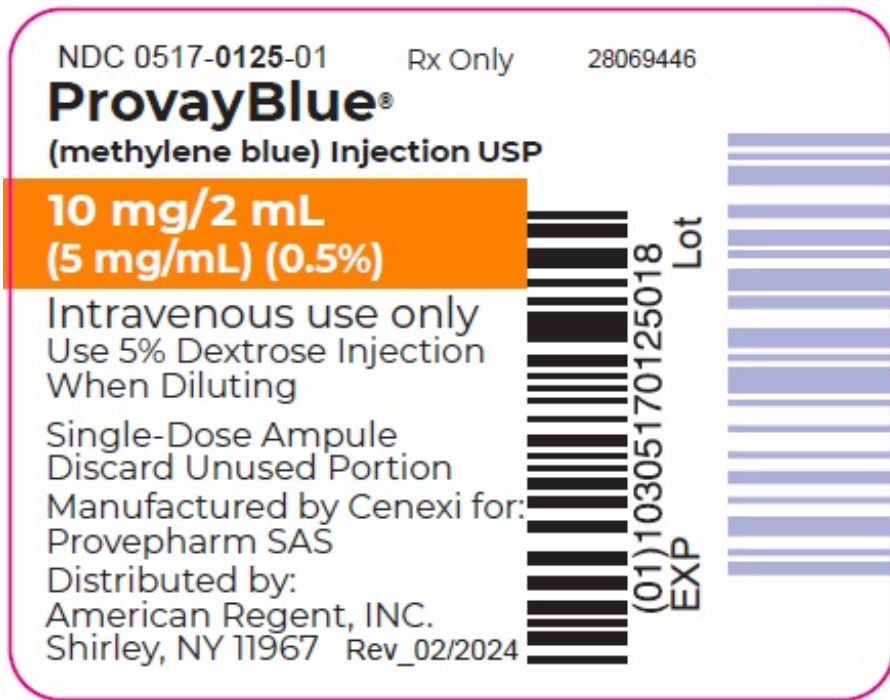 NDC 0517-0125-01 Rx Only 28069446
ProvayBlue®
(methylene blue) Injection USP
10 mg/2 mL
(5 mg/mL) (0.5%)
Intravenous use only
Use 5% Dextrose Injection
When Diluting
Single-Dose Ampule
Discard Unused Portion
Manufactured by Cenexi for:
Provepharm SAS
Distributed by:
American Regent, INC.
Shirley, NY 11967 Rev_02/2024
(01)10305170125018
EXP Lot